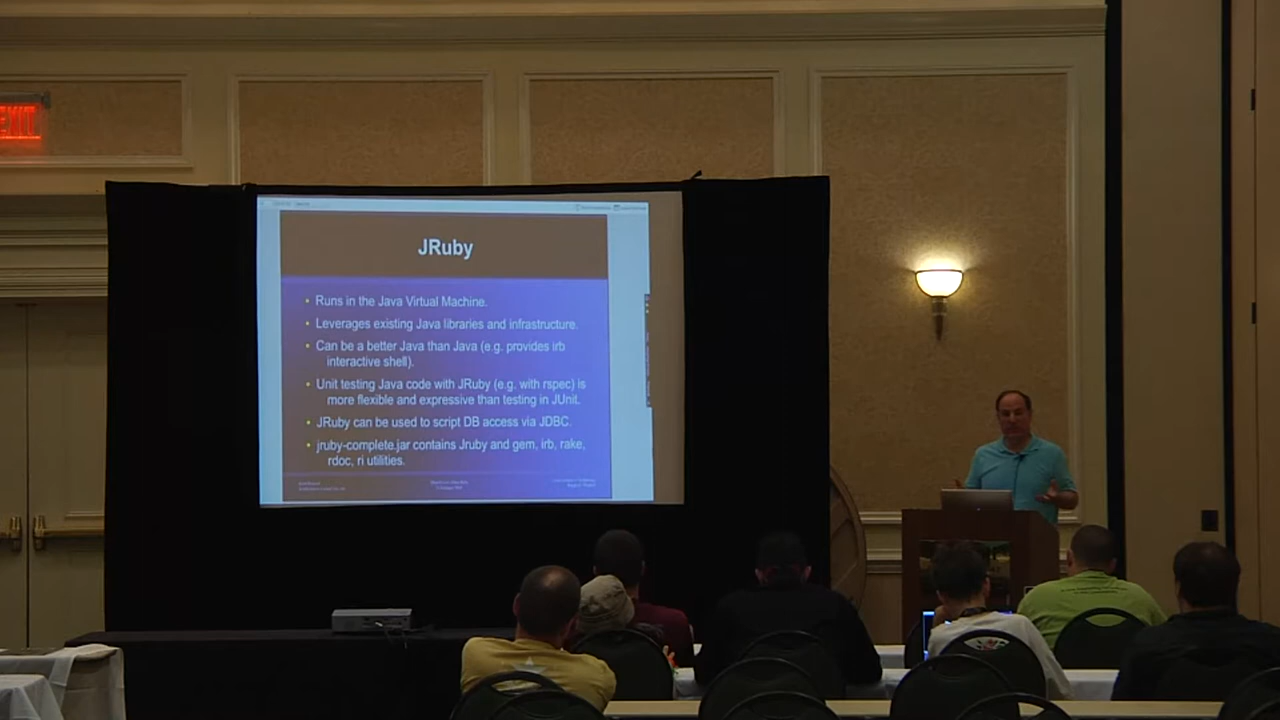 EXIT
JRuby
• Runs in the Java Virtual Machine.
• Leverages existing Java libraries and infrastructure.
• Can be a better Java than Java (e.g. provides irb
interactive shell).
• Unit testing Java code with JRuby (e.g. with rspec) is
more flexible and expressive than testing in JUnit.
• JRuby can be used to script DB access via JDBC.
• jruby-complete.jar contains Jruby and gem, irb, rake,
rdoc, ri utilities.